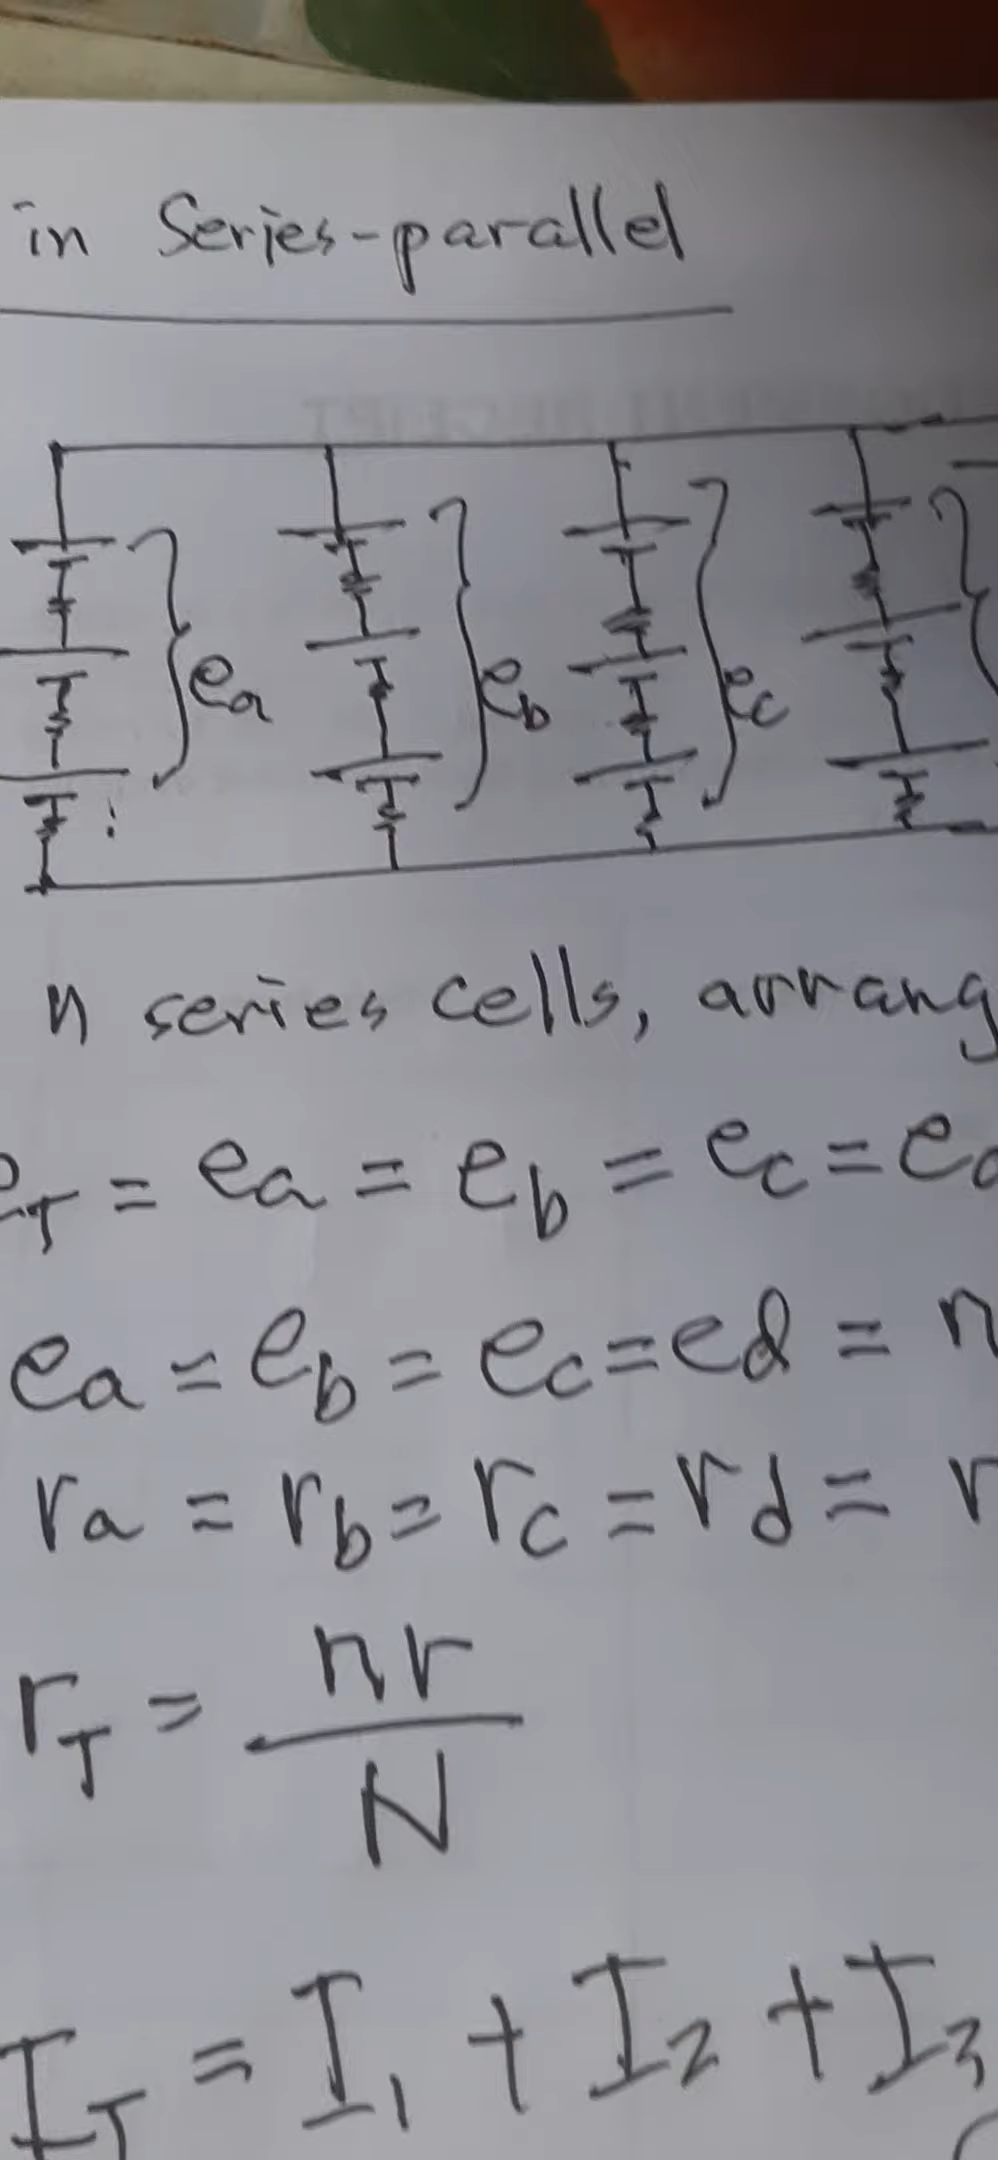 in Series-parallel
ea
eb
ec
n series cells, arrang
eT = ea = eb = ec = ed
ea = eb = ec = ed = n
ra = rb = rc = rd = r
rT = nr / N
IT = I1 + I2 + I3